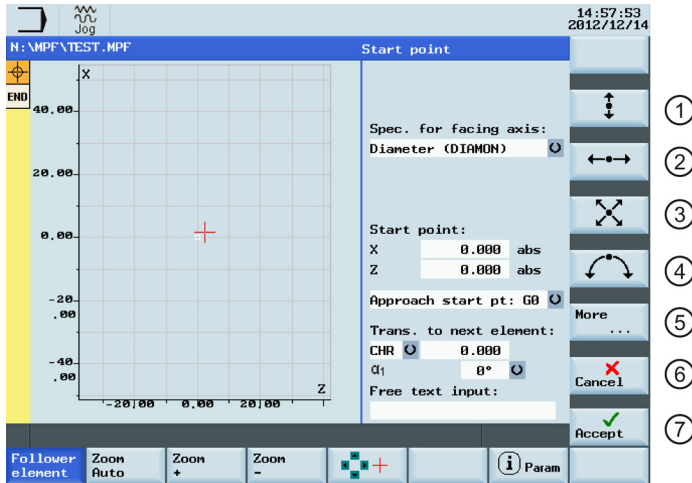 14:57:53
2012/12/14
Jog
N:\MPF\TEST.MPF
Start point
X
END
40.00
20.00
0.00
-20
.00
-40
.00
-20.00 0.00 20.00
Z
Spec. for facing axis:
Diameter (DIAMON)
Start point:
X 0.000 abs
Z 0.000 abs
Approach start pt: G0
Trans. to next element:
CHR 0.000
α1 0°
Free text input:
More
...
Cancel
Accept
1
2
3
4
5
6
7
Follower
element
Zoom
Auto
Zoom
+
Zoom
-
i Param